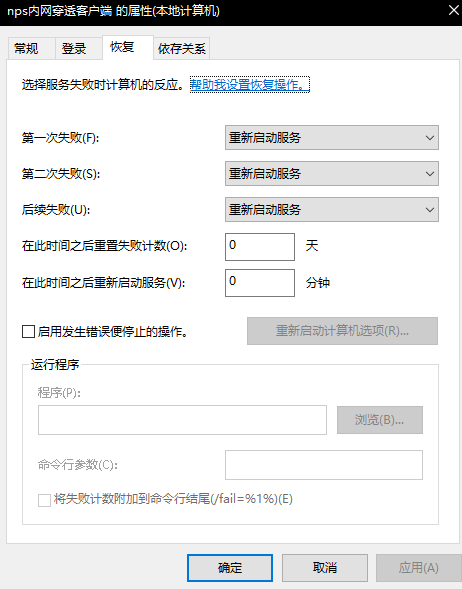 nps内网穿透客户端 的属性(本地计算机)
常规 登录 恢复 依存关系
选择服务失败时计算机的反应。帮助我设置恢复操作。
第一次失败(F): 重新启动服务
第二次失败(S): 重新启动服务
后续失败(U): 重新启动服务
在此时间之后重置失败计数(O): 0 天
在此时间之后重新启动服务(V): 0 分钟
启用发生错误便停止的操作。 重新启动计算机选项(R)...
运行程序
程序(P):
浏览(B)...
命令行参数(C):
将失败计数附加到命令行结尾(/fail=%1%)(E)
确定 取消 应用(A)